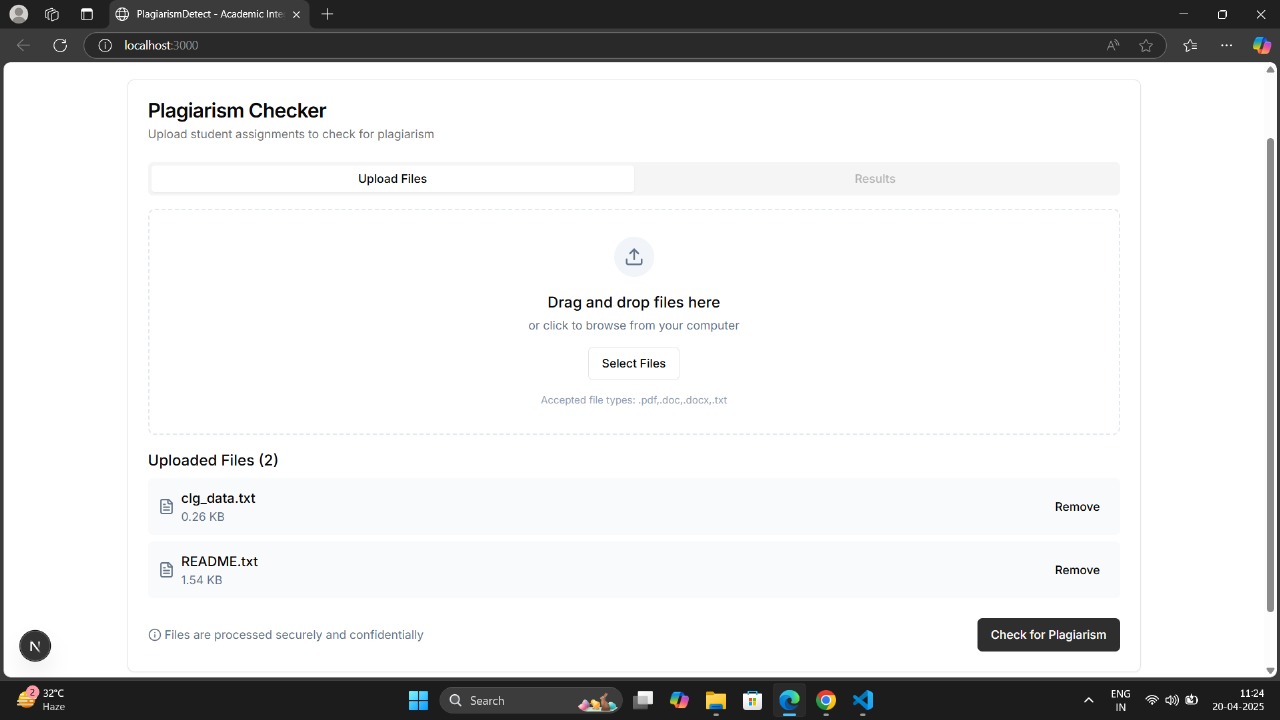 PlagiarismDetect - Academic Inte
localhost:3000
Plagiarism Checker
Upload student assignments to check for plagiarism
Upload Files
Results
Drag and drop files here
or click to browse from your computer
Select Files
Accepted file types: .pdf,.doc,.docx,.txt
Uploaded Files (2)
clg_data.txt
0.26 KB
Remove
README.txt
1.54 KB
Remove
Files are processed securely and confidentially
Check for Plagiarism
N
2
32°C
Haze
Search
ENG
IN
11:24
20-04-2025